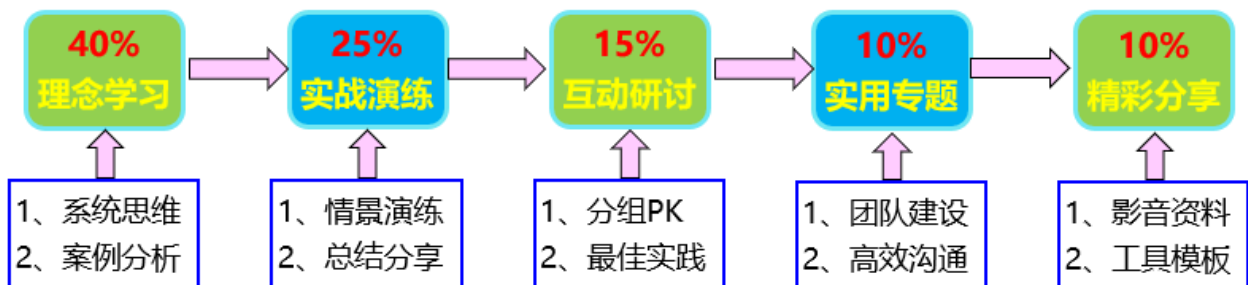 40%
理念学习
25%
实战演练
15%
互动研讨
10%
实用专题
10%
精彩分享
1、系统思维
2、案例分析
1、情景演练
2、总结分享
1、分组PK
2、最佳实践
1、团队建设
2、高效沟通
1、影音资料
2、工具模板